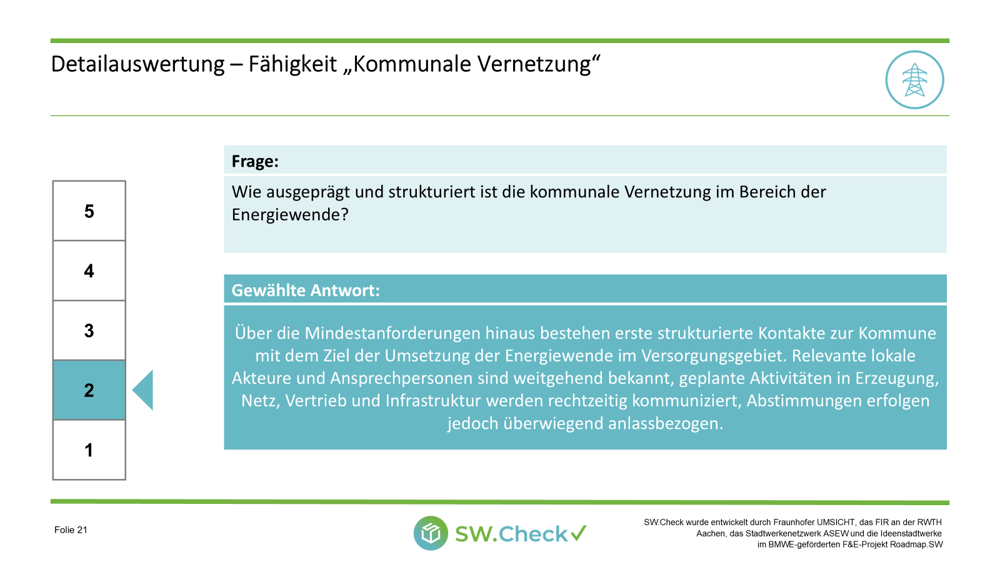 Detailauswertung – Fähigkeit „Kommunale Vernetzung“
Frage:
Wie ausgeprägt und strukturiert ist die kommunale Vernetzung im Bereich der
Energiewende?
5
4
3
2
1
Gewählte Antwort:
Über die Mindestanforderungen hinaus bestehen erste strukturierte Kontakte zur Kommune
mit dem Ziel der Umsetzung der Energiewende im Versorgungsgebiet. Relevante lokale
Akteure und Ansprechpersonen sind weitgehend bekannt, geplante Aktivitäten in Erzeugung,
Netz, Vertrieb und Infrastruktur werden rechtzeitig kommuniziert, Abstimmungen erfolgen
jedoch überwiegend anlassbezogen.
Folie 21
SW.Check
SW.Check wurde entwickelt durch Fraunhofer UMSICHT, das FIR an der RWTH
Aachen, das Stadtwerkenetzwerk ASEW und die Ideenstadtwerke
im BMWE-geförderten F&E-Projekt Roadmap.SW